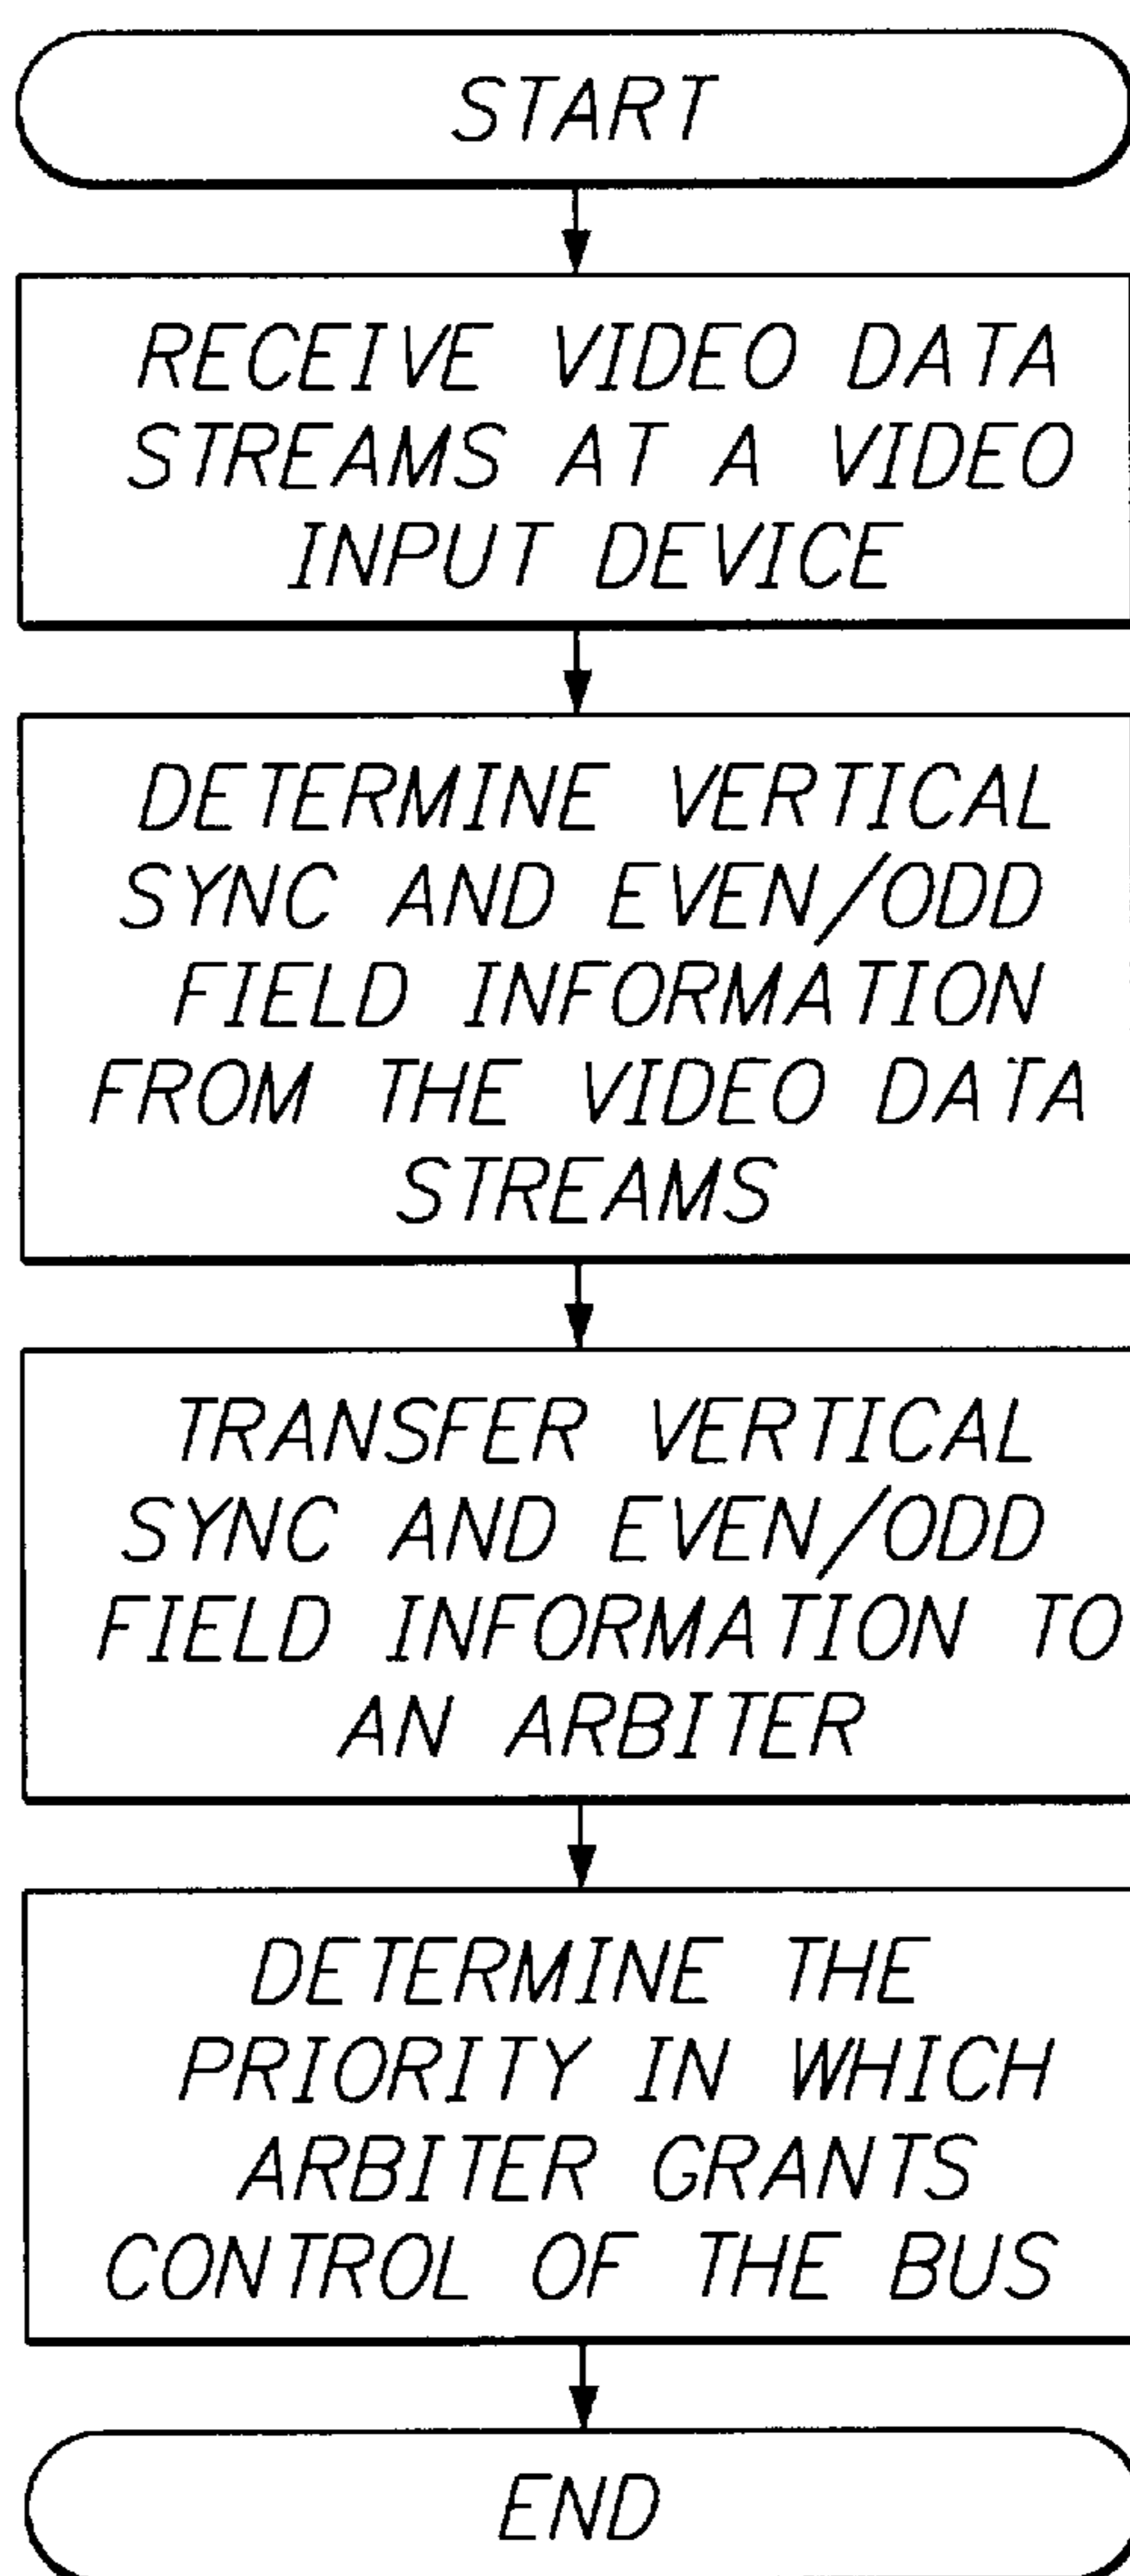 START
RECEIVE VIDEO DATA
STREAMS AT A VIDEO
INPUT DEVICE
DETERMINE VERTICAL
SYNC AND EVEN/ODD
FIELD INFORMATION
FROM THE VIDEO DATA
STREAMS
TRANSFER VERTICAL
SYNC AND EVEN/ODD
FIELD INFORMATION TO
AN ARBITER
DETERMINE THE
PRIORITY IN WHICH
ARBITER GRANTS
CONTROL OF THE BUS
END